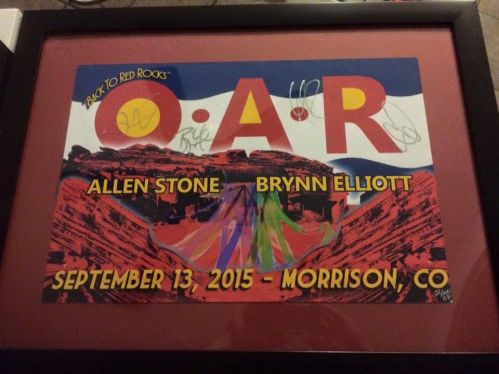 "BACK TO RED ROCKS"
O•A•R
ALLEN STONE BRYNN ELLIOTT
SEPTEMBER 13, 2015 - MORRISON, CO